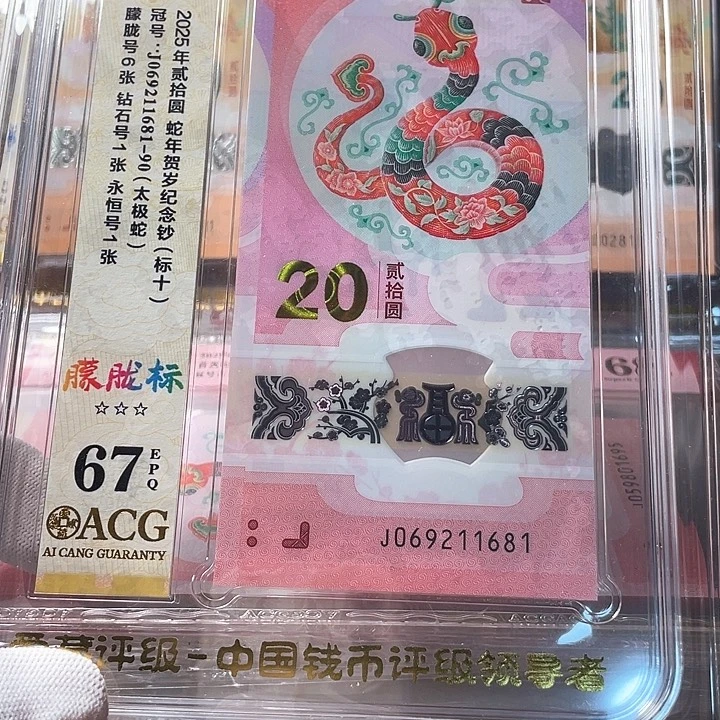 2025年贰拾圆 蛇年贺岁纪念钞(标十)
冠号:J069211681-90(太极蛇)
朦胧号6张 钻石号1张 永恒号1张
朦胧标
☆☆☆
67 EPQ
ACG
AI CANG GUARANTY
20 贰拾圆
福
J069211681
爱藏评级-中国钱币评级领导者
J059801695